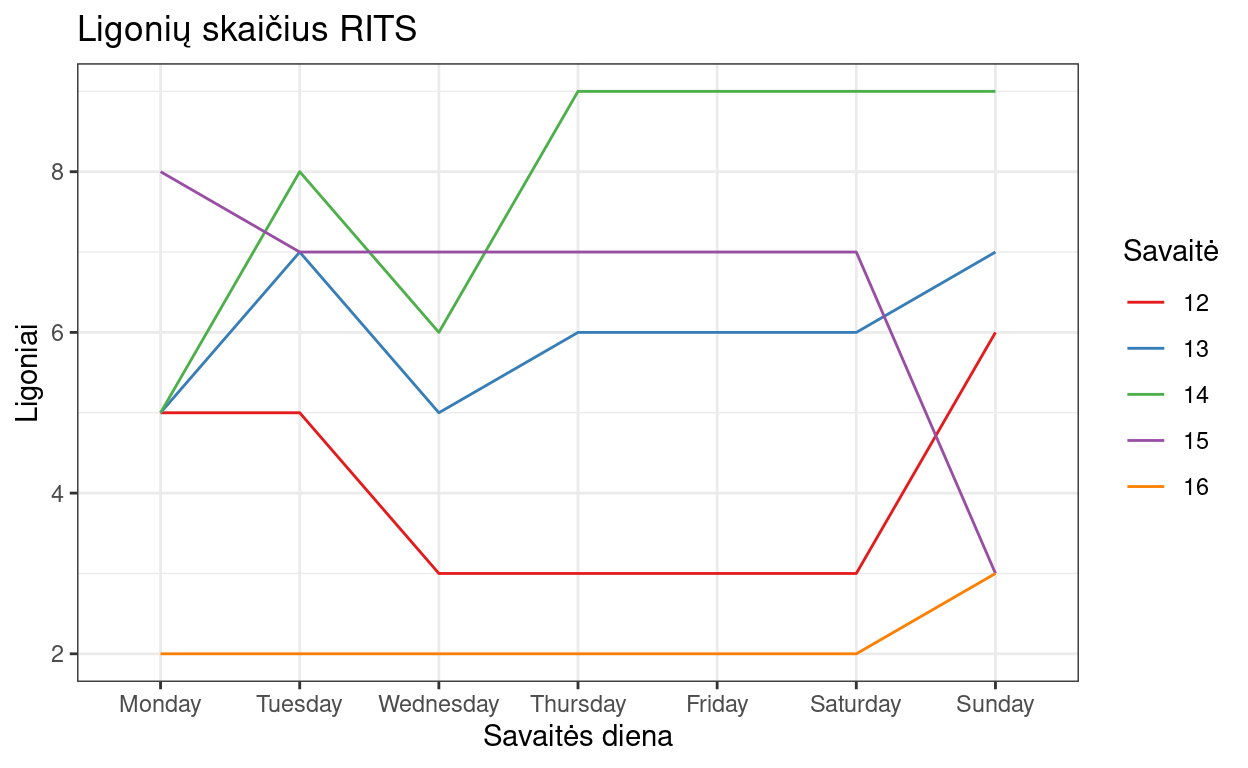 Ligonių skaičius RITS
8
6
4
2
Ligoniai
Monday Tuesday Wednesday Thursday Friday Saturday Sunday
Savaitės diena
Savaitė
12
13
14
15
16